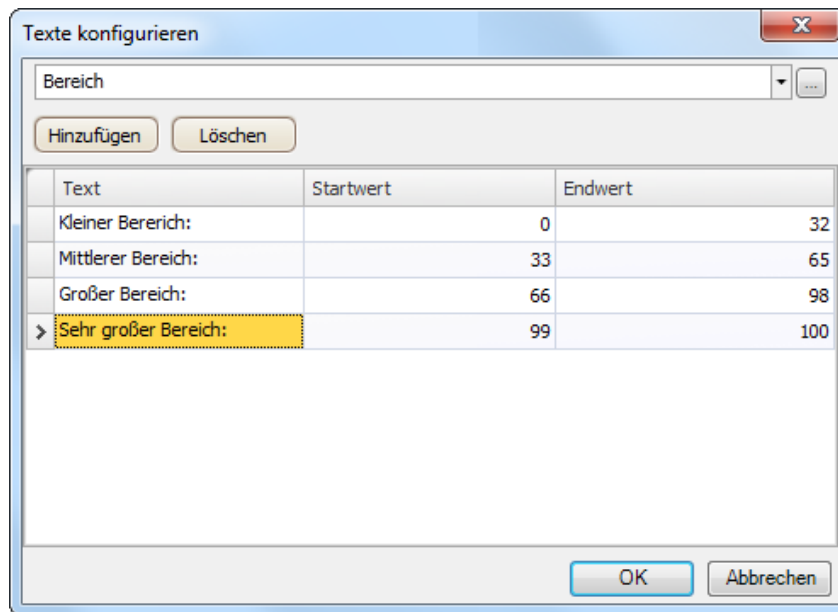 Texte konfigurieren
Bereich
...
Hinzufügen Löschen
Text Startwert Endwert
Kleiner Bererich: 0 32
Mittlerer Bereich: 33 65
Großer Bereich: 66 98
Sehr großer Bereich: 99 100
OK Abbrechen